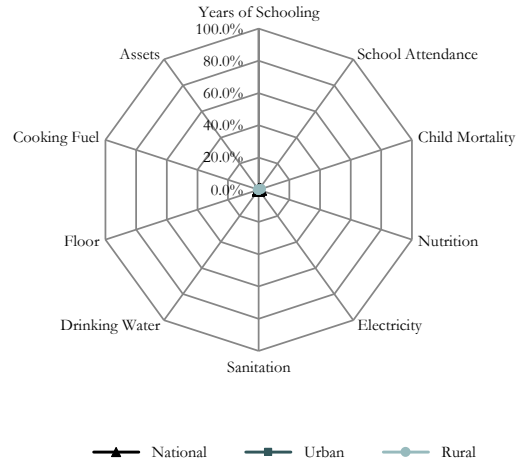 Years of Schooling
100.0%
Assets
School Attendance
80.0%
60.0%
Cooking Fuel
Child Mortality
40.0%
20.0%
0.0%
Floor
Nutrition
Drinking Water
Electricity
Sanitation
National
Urban
Rural